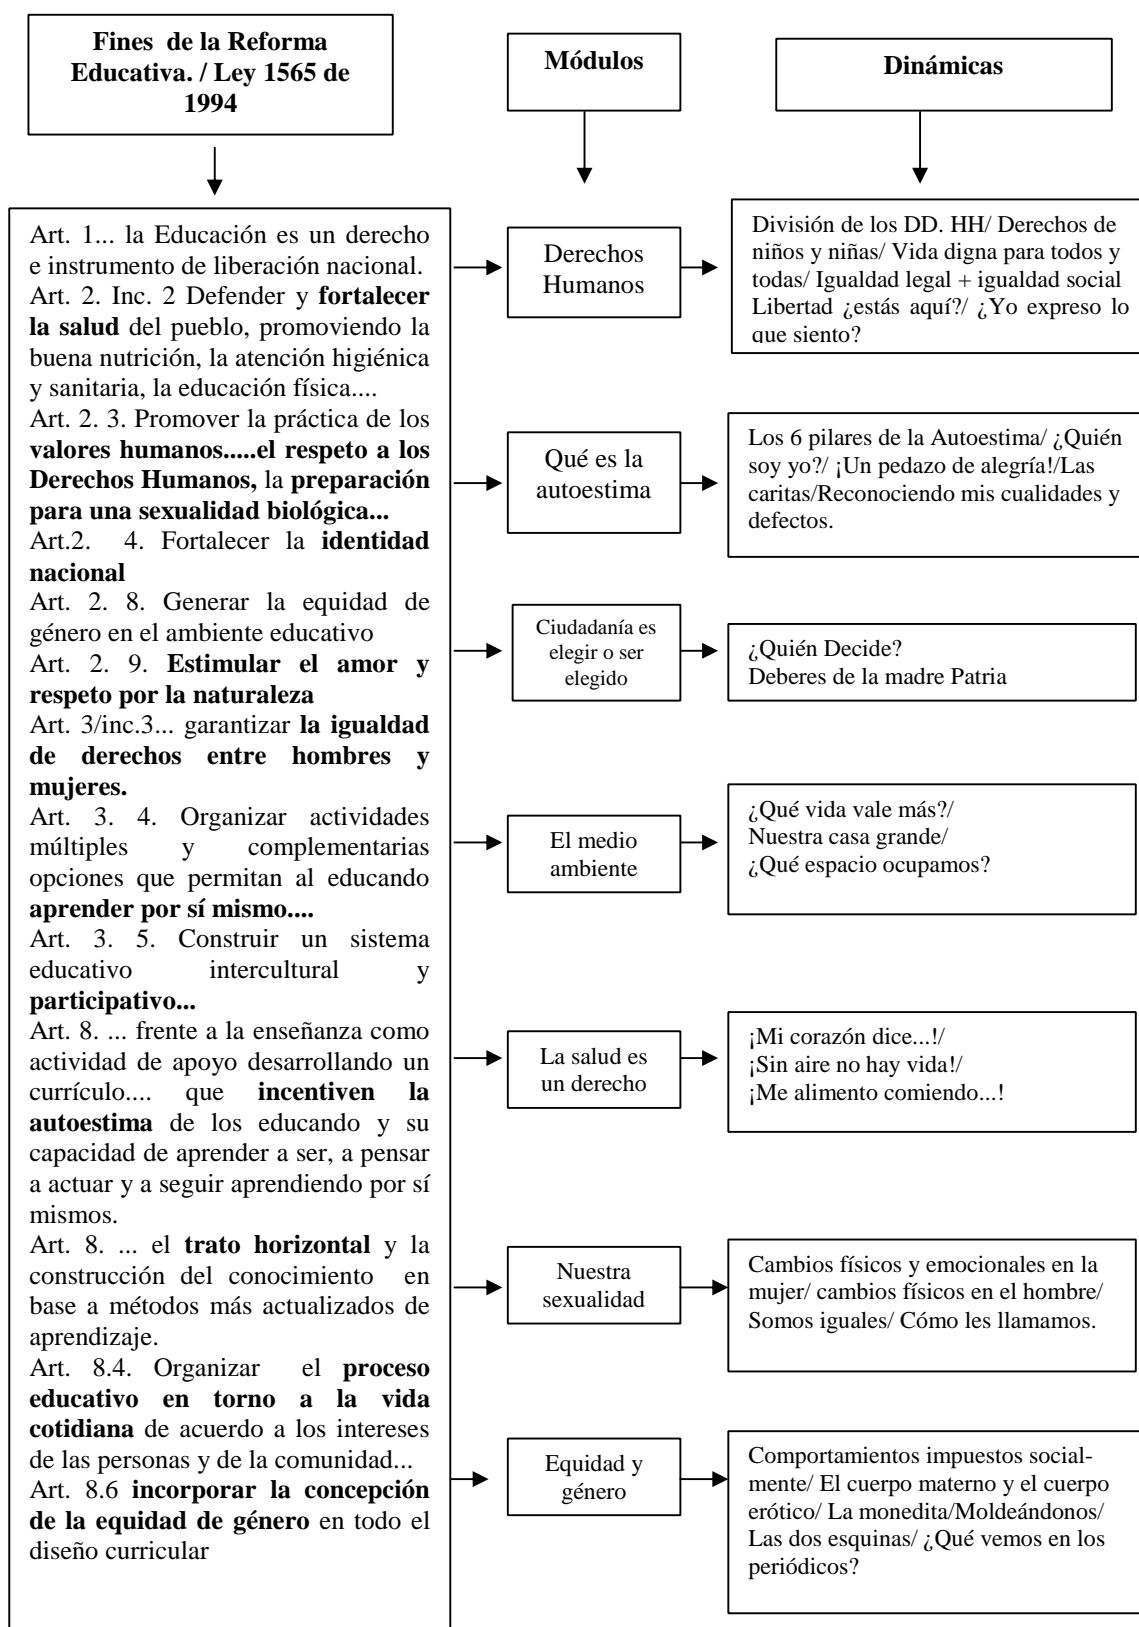 Fines de la Reforma
Educativa. / Ley 1565 de
1994
Módulos
Dinámicas
Art. 1... la Educación es un derecho
e instrumento de liberación nacional.
Art. 2. Inc. 2 Defender y fortalecer
la salud del pueblo, promoviendo la
buena nutrición, la atención higiénica
y sanitaria, la educación física....
Art. 2. 3. Promover la práctica de los
valores humanos.....el respeto a los
Derechos Humanos, la preparación
para una sexualidad biológica...
Art.2. 4. Fortalecer la identidad
nacional
Art. 2. 8. Generar la equidad de
género en el ambiente educativo
Art. 2. 9. Estimular el amor y
respeto por la naturaleza
Art. 3/inc.3... garantizar la igualdad
de derechos entre hombres y
mujeres.
Art. 3. 4. Organizar actividades
múltiples y complementarias
opciones que permitan al educando
aprender por sí mismo....
Art. 3. 5. Construir un sistema
educativo intercultural y
participativo...
Art. 8. ... frente a la enseñanza como
actividad de apoyo desarrollando un
currículo.... que incentiven la
autoestima de los educando y su
capacidad de aprender a ser, a pensar
a actuar y a seguir aprendiendo por sí
mismos.
Art. 8. ... el trato horizontal y la
construcción del conocimiento en
base a métodos más actualizados de
aprendizaje.
Art. 8.4. Organizar el proceso
educativo en torno a la vida
cotidiana de acuerdo a los intereses
de las personas y de la comunidad...
Art. 8.6 incorporar la concepción
de la equidad de género en todo el
diseño curricular
Derechos
Humanos
División de los DD. HH/ Derechos de
niños y niñas/ Vida digna para todos y
todas/ Igualdad legal + igualdad social
Libertad ¿estás aquí?/ ¿Yo expreso lo
que siento?
Qué es la
autoestima
Los 6 pilares de la Autoestima/ ¿Quién
soy yo?/ ¡Un pedazo de alegría!/Las
caritas/Reconociendo mis cualidades y
defectos.
Ciudadanía es
elegir o ser
elegido
¿Quién Decide?
Deberes de la madre Patria
El medio
ambiente
¿Qué vida vale más?/
Nuestra casa grande/
¿Qué espacio ocupamos?
La salud es
un derecho
¡Mi corazón dice...!/
¡Sin aire no hay vida!/
¡Me alimento comiendo...!
Nuestra
sexualidad
Cambios físicos y emocionales en la
mujer/ cambios físicos en el hombre/
Somos iguales/ Cómo les llamamos.
Equidad y
género
Comportamientos impuestos social-
mente/ El cuerpo materno y el cuerpo
erótico/ La monedita/Moldeándonos/
Las dos esquinas/ ¿Qué vemos en los
periódicos?